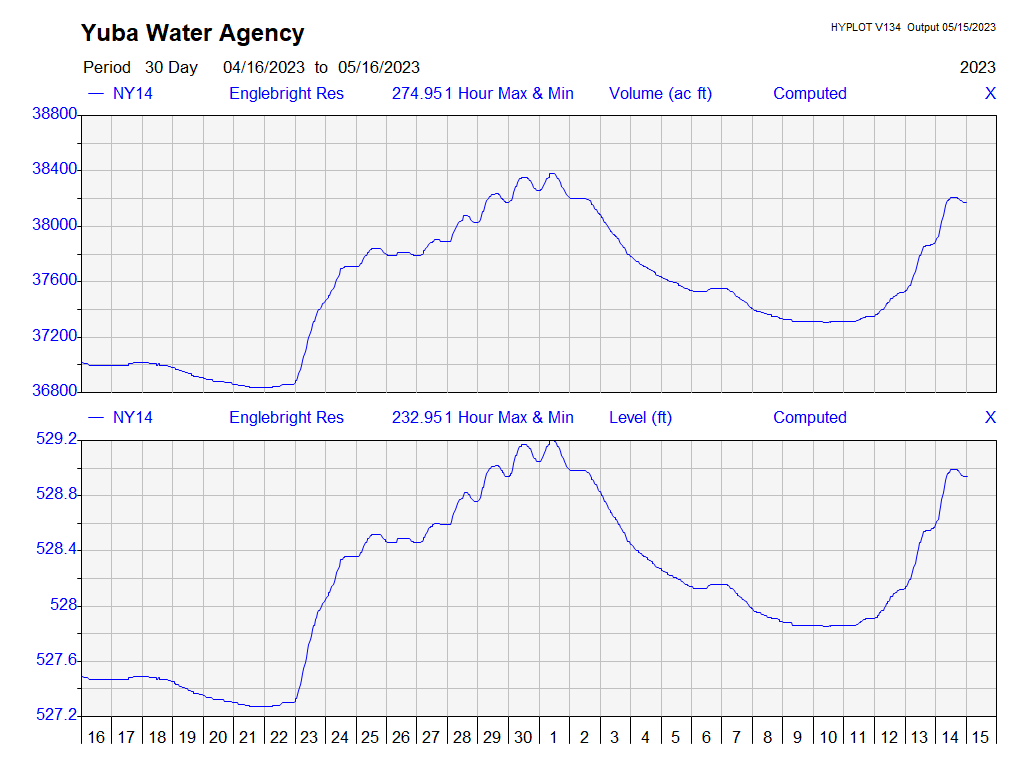 Yuba Water Agency
HYPLOT V134 Output 05/15/2023
Period 30 Day 04/16/2023 to 05/16/2023 2023
NY14 Englebright Res 274.951 Hour Max & Min Volume (ac ft) Computed X
38800
38400
38000
37600
37200
36800
NY14 Englebright Res 232.951 Hour Max & Min Level (ft) Computed X
529.2
528.8
528.4
528
527.6
527.2
16 17 18 19 20 21 22 23 24 25 26 27 28 29 30 1 2 3 4 5 6 7 8 9 10 11 12 13 14 15